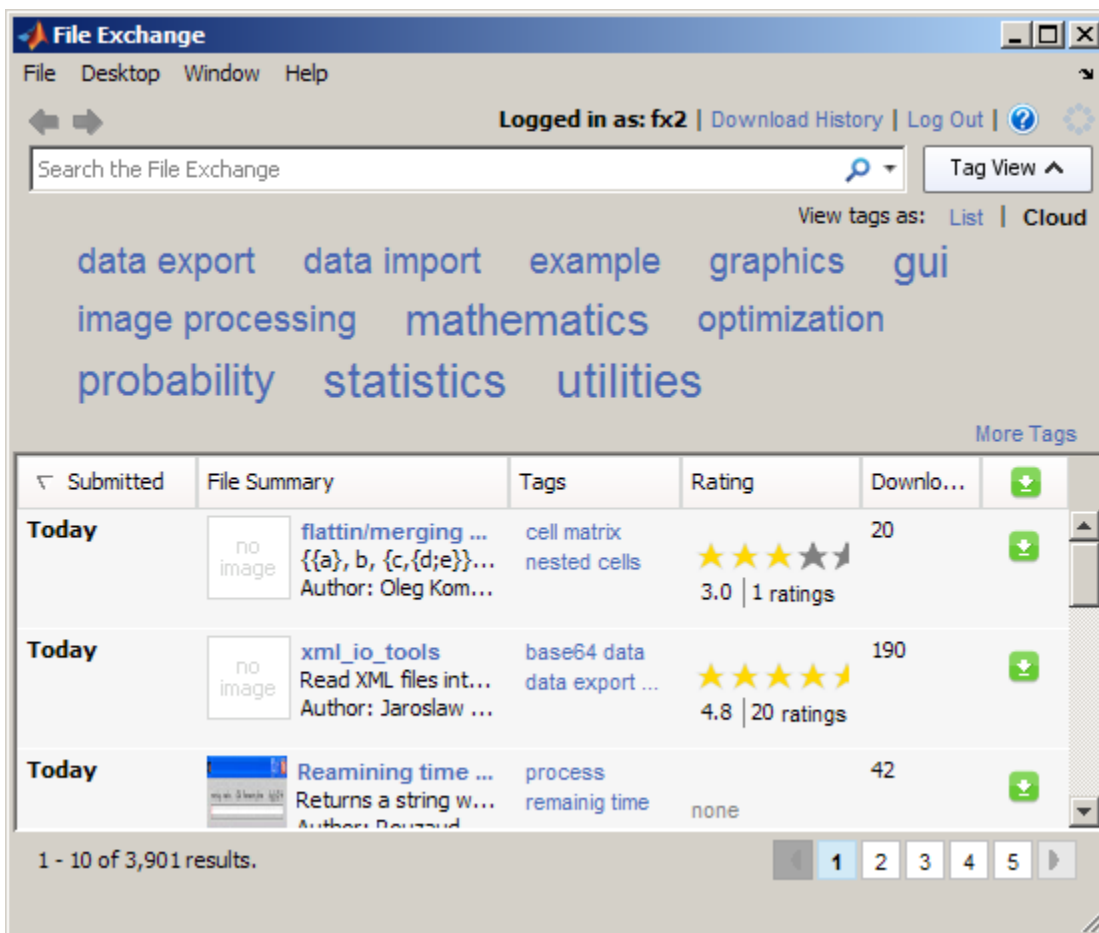 File Exchange
File Desktop Window Help
Logged in as: fx2 | Download History | Log Out |
Search the File Exchange
Tag View
View tags as: List | Cloud
data export data import example graphics gui
image processing mathematics optimization
probability statistics utilities
More Tags
Submitted File Summary Tags Rating Downlo...
Today
no image
flattin/merging ...
{{a}, b, {c,{d;e}}...
Author: Oleg Kom...
cell matrix
nested cells
3.0 | 1 ratings
20
Today
no image
xml_io_tools
Read XML files int...
Author: Jaroslaw ...
base64 data
data export ...
4.8 | 20 ratings
190
Today
Reamining time ...
Returns a string w...
Author: Bouzaud
process
remainig time
none
42
1 - 10 of 3,901 results.
1 2 3 4 5